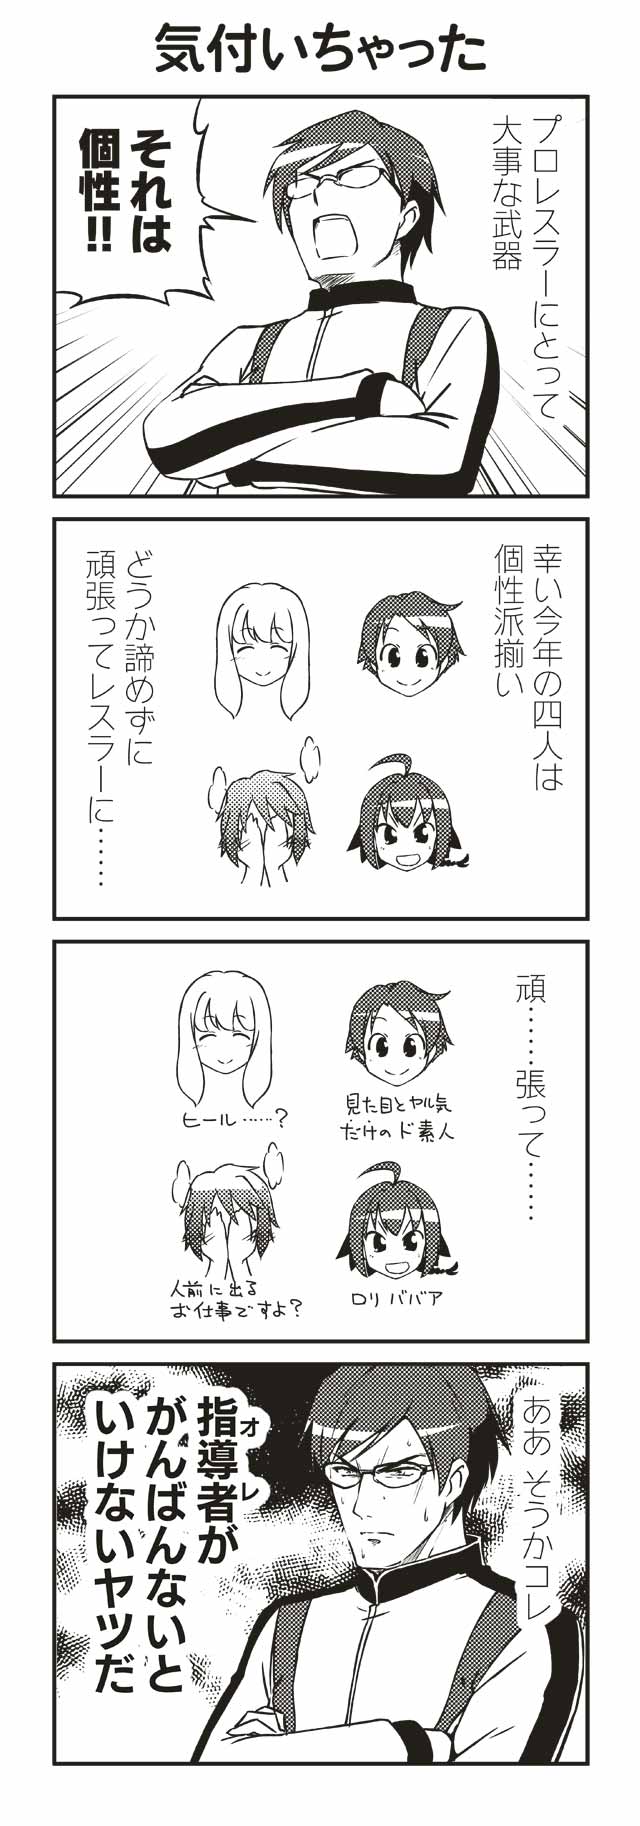 気付いちゃった
プロレスラーにとって
大事な武器
それは
個性!!
幸い今年の四人は
個性派揃い
どうか諦めずに
頑張ってレスラーに……
頑……張って……
見た目とヤル気
だけのド素人
ヒール……?
ロリババア
人前に出る
お仕事ですよ?
ああ そうかコレ
指導者が
オレ
がんばんないと
いけないヤツだ